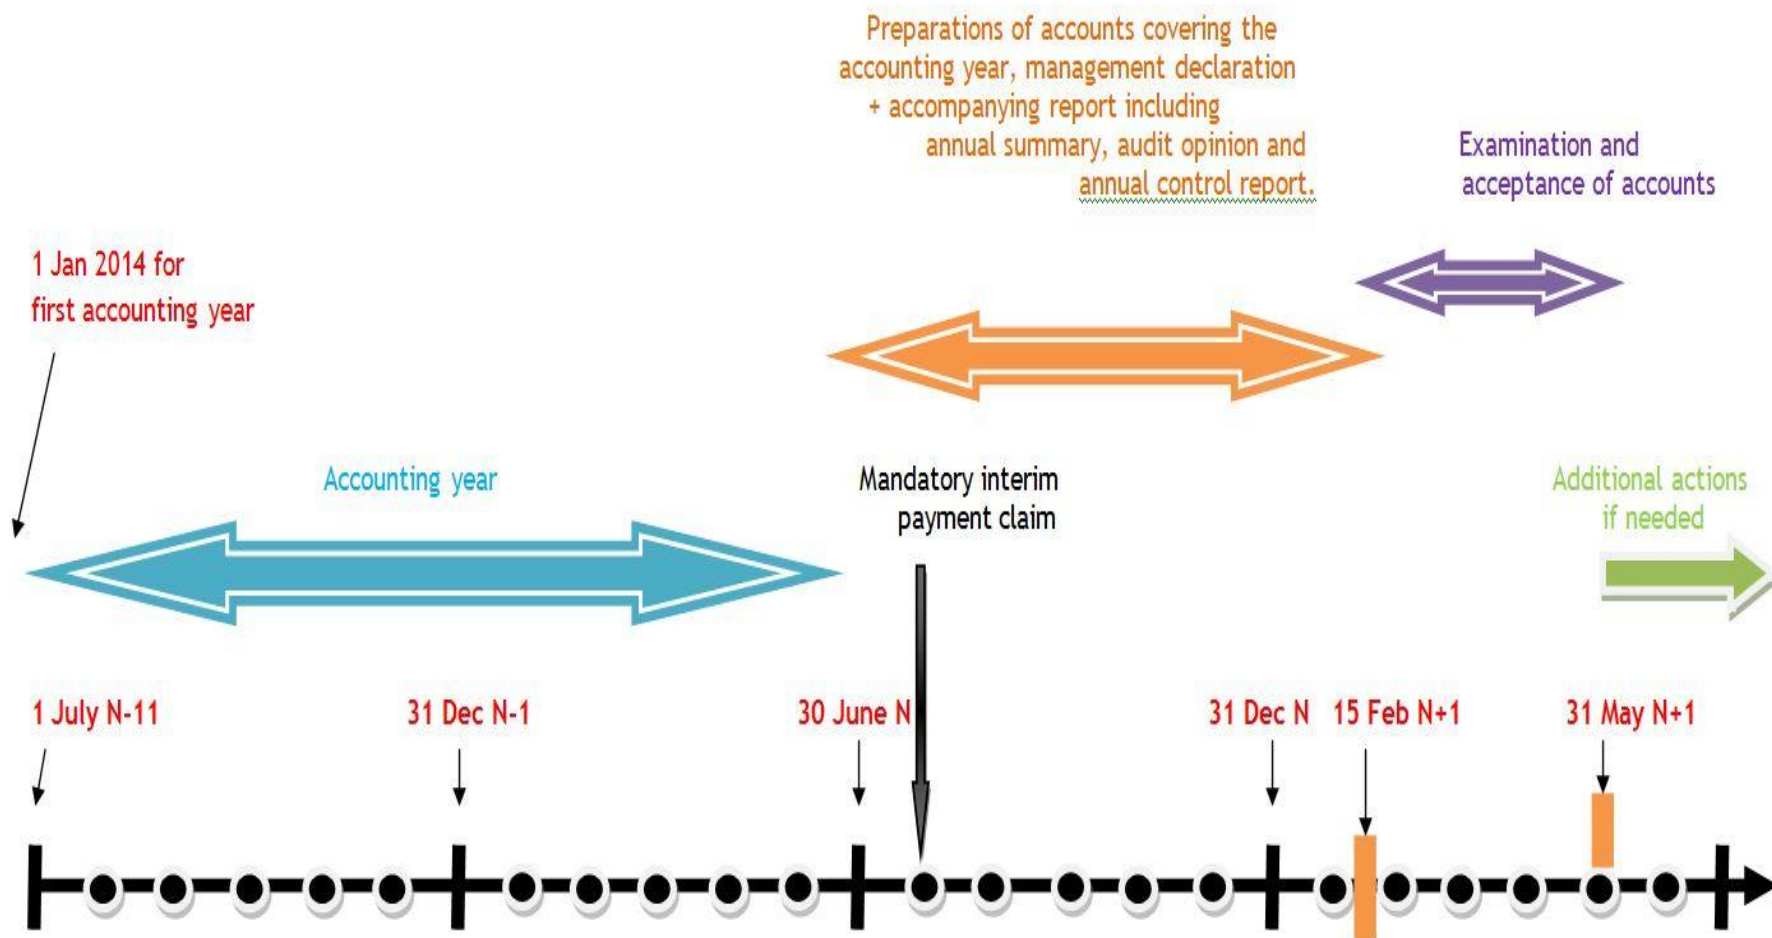 Preparations of accounts covering the
accounting year, management declaration
+ accompanying report including
annual summary, audit opinion and
annual control report.
Examination and
acceptance of accounts
1 Jan 2014 for
first accounting year
Accounting year
Mandatory interim
payment claim
Additional actions
if needed
1 July N-11
31 Dec N-1
30 June N
31 Dec N
15 Feb N+1
31 May N+1